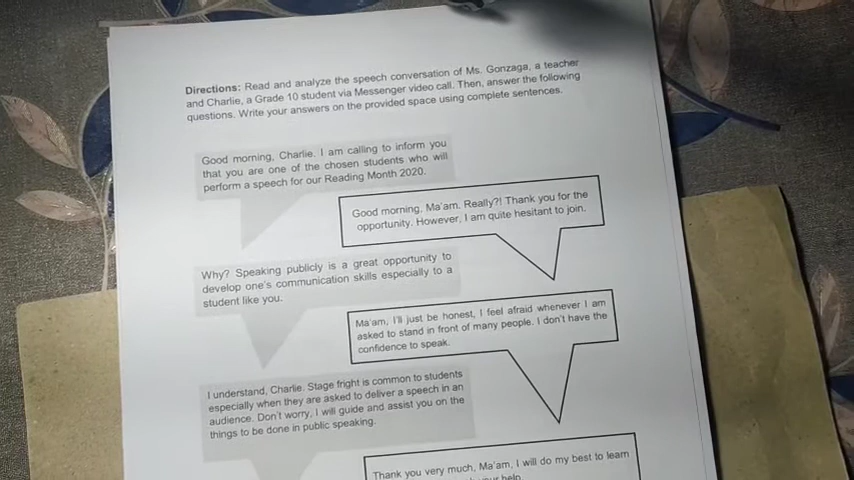 Directions: Read and analyze the speech conversation of Ms. Gonzaga, a teacher
and Charlie, a Grade 10 student via Messenger video call. Then, answer the following
questions. Write your answers on the provided space using complete sentences.
Good morning, Charlie. I am calling to inform you
that you are one of the chosen students who will
perform a speech for our Reading Month 2020.
Good morning, Ma'am. Really?! Thank you for the
opportunity. However, I am quite hesitant to join.
Why? Speaking publicly is a great opportunity to
develop one's communication skills especially to a
student like you.
Ma'am, I'll just be honest, I feel afraid whenever I am
asked to stand in front of many people. I don't have the
confidence to speak.
I understand, Charlie. Stage fright is common to students
especially when they are asked to deliver a speech in an
audience. Don't worry, I will guide and assist you on the
things to be done in public speaking.
Thank you very much, Ma'am, I will do my best to learn
your help.